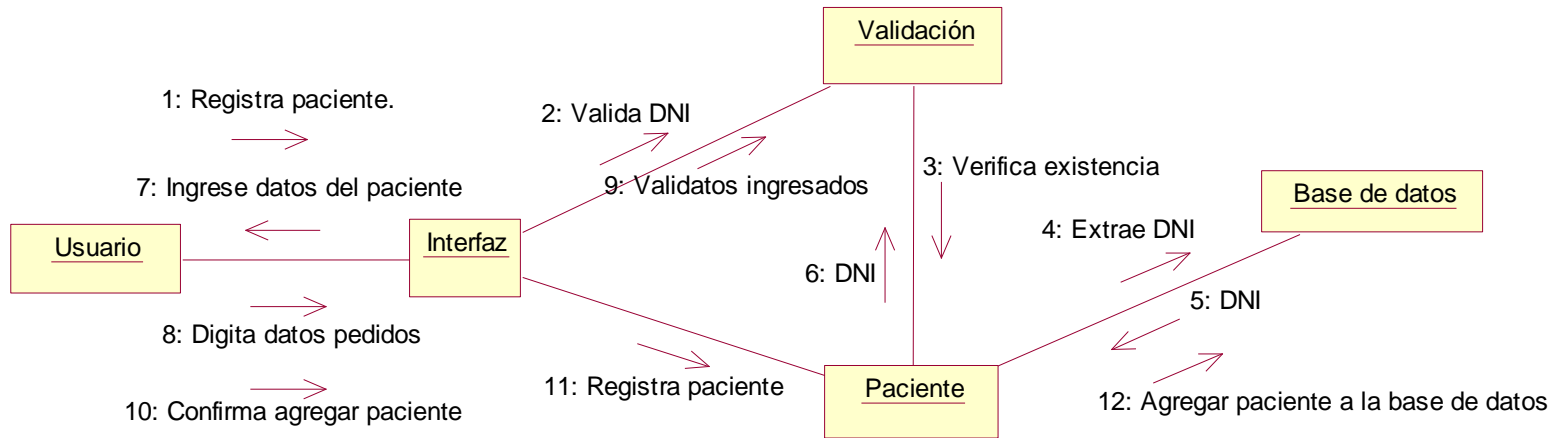 Validación
1: Registra paciente.
2: Valida DNI
3: Verifica existencia
7: Ingrese datos del paciente
9: Validatos ingresados
Base de datos
Usuario
Interfaz
4: Extrae DNI
6: DNI
5: DNI
8: Digita datos pedidos
11: Registra paciente
Paciente
10: Confirma agregar paciente
12: Agregar paciente a la base de datos